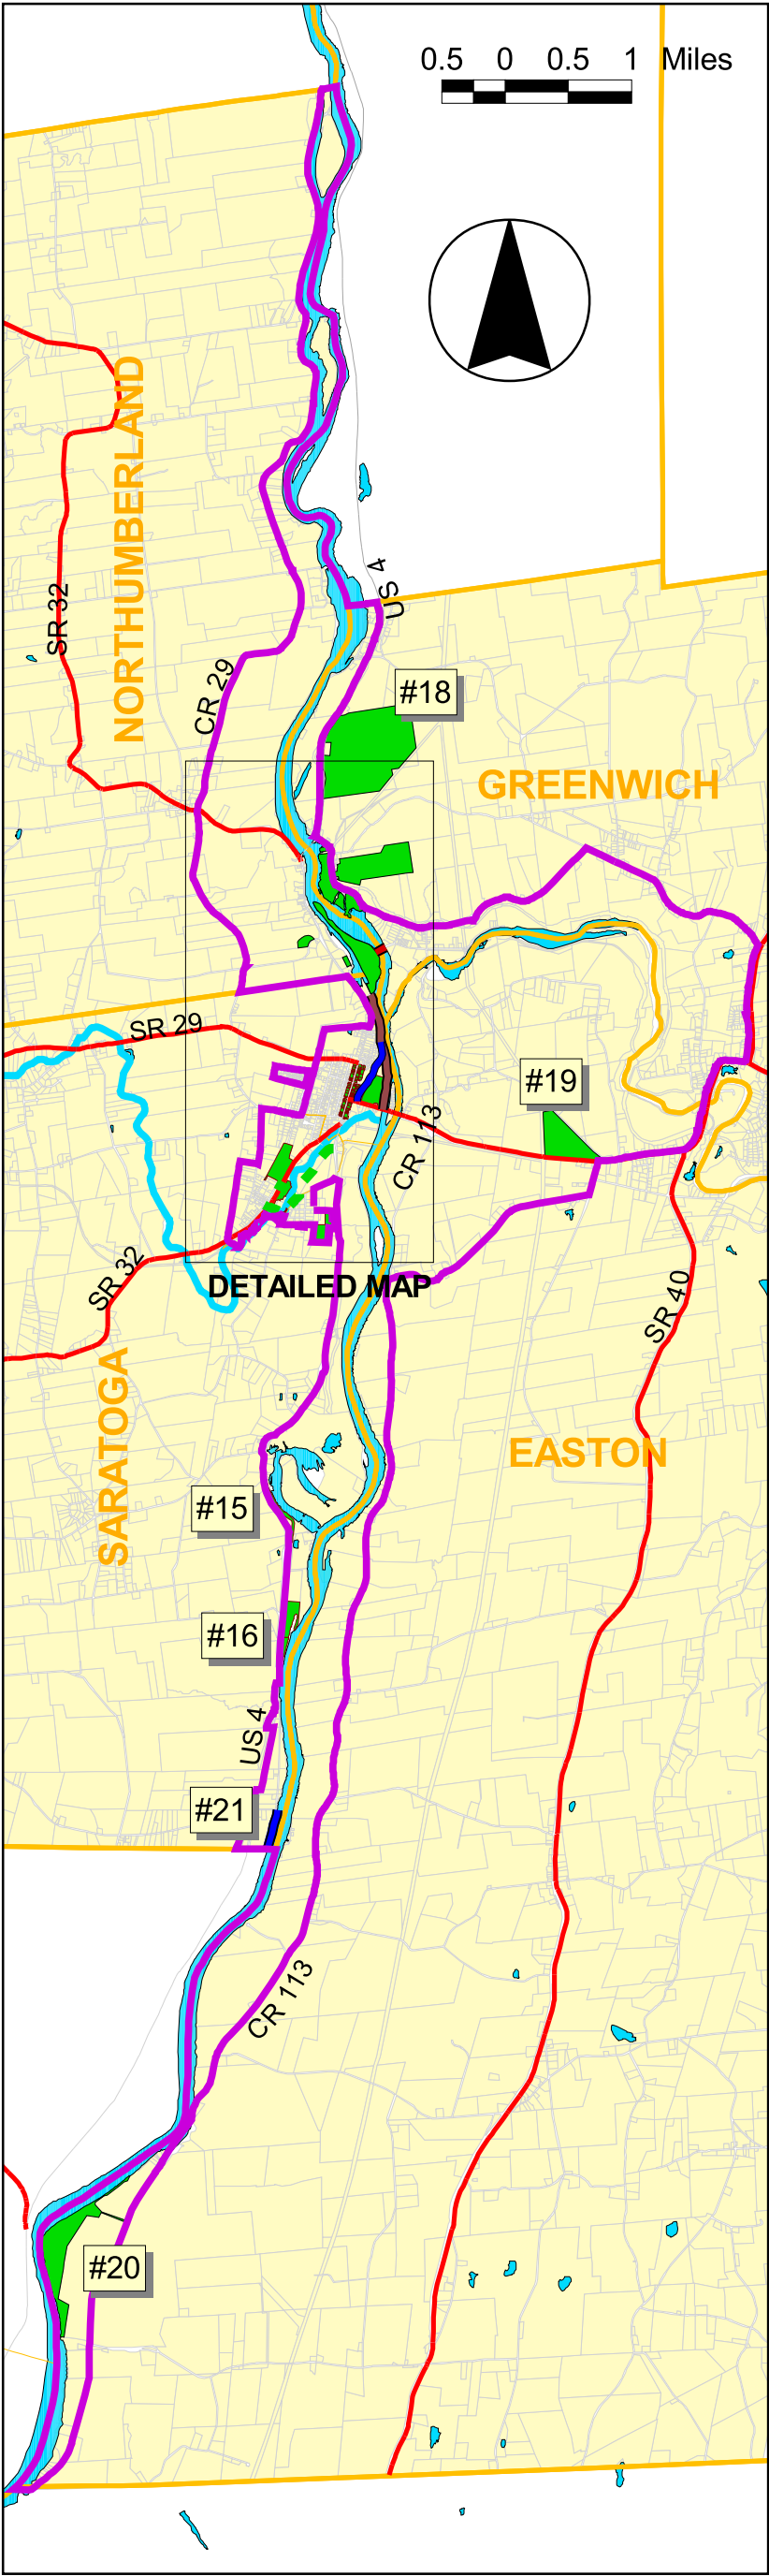 0.5 0 0.5 1 Miles
NORTHUMBERLAND
SR 32
US 4
CR 29
#18
GREENWICH
SR 29
#19
CR 113
SR 32
DETAILED MAP
SR 40
SARATOGA
EASTON
#15
#16
US 4
#21
CR 113
#20